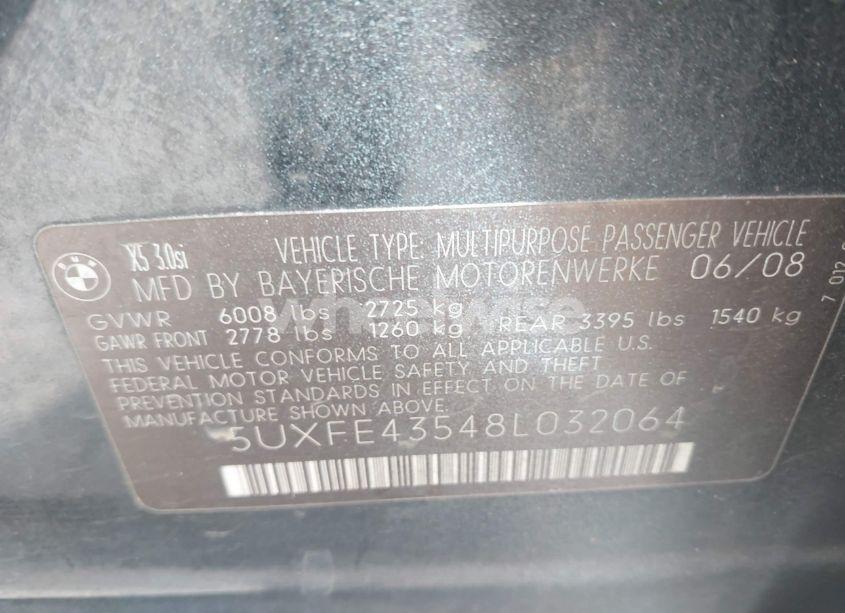 BMW
X5 3.0si
VEHICLE TYPE: MULTIPURPOSE PASSENGER VEHICLE
MFD BY BAYERISCHE MOTORENWERKE 06/08
GVWR 6008 lbs 2725 kg
GAWR FRONT 2778 lbs 1260 kg REAR 3395 lbs 1540 kg
THIS VEHICLE CONFORMS TO ALL APPLICABLE U.S.
FEDERAL MOTOR VEHICLE SAFETY AND THEFT
PREVENTION STANDARDS IN EFFECT ON THE DATE OF
MANUFACTURE SHOWN ABOVE.
5UXFE43548L032064